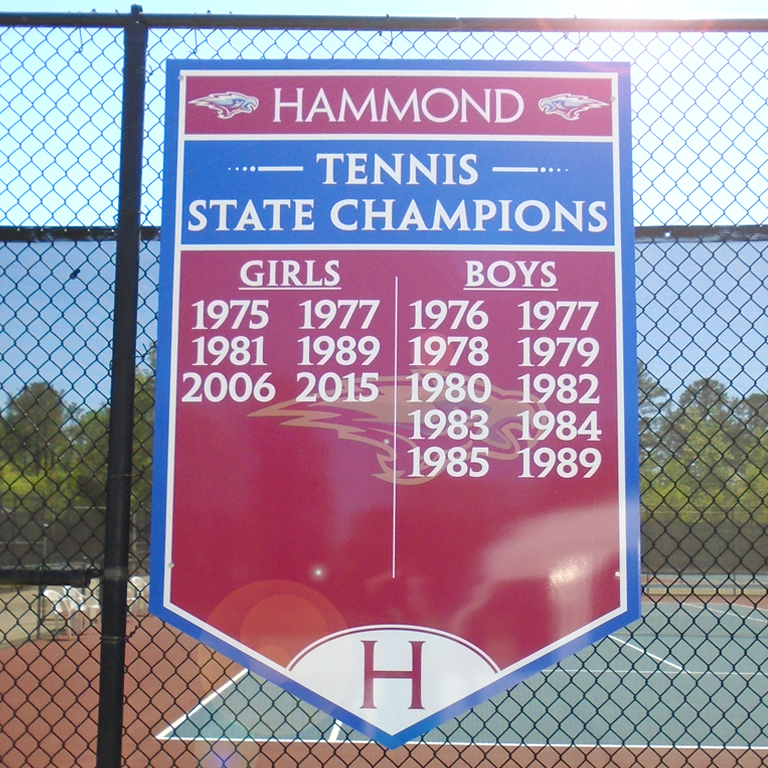 HAMMOND
TENNIS
STATE CHAMPIONS
GIRLS
1975 1977
1981 1989
2006 2015
BOYS
1976 1977
1978 1979
1980 1982
1983 1984
1985 1989
H